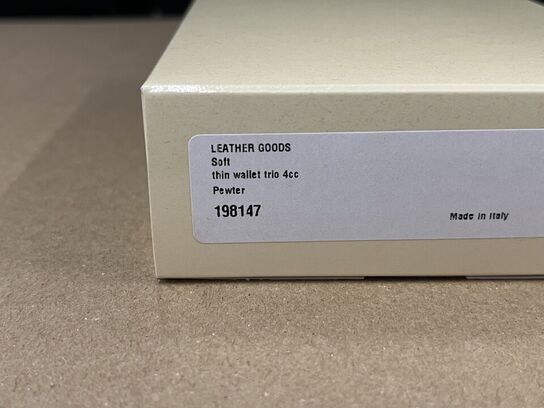 LEATHER GOODS
Soft
thin wallet trio 4cc
Pewter
198147
Made in Italy